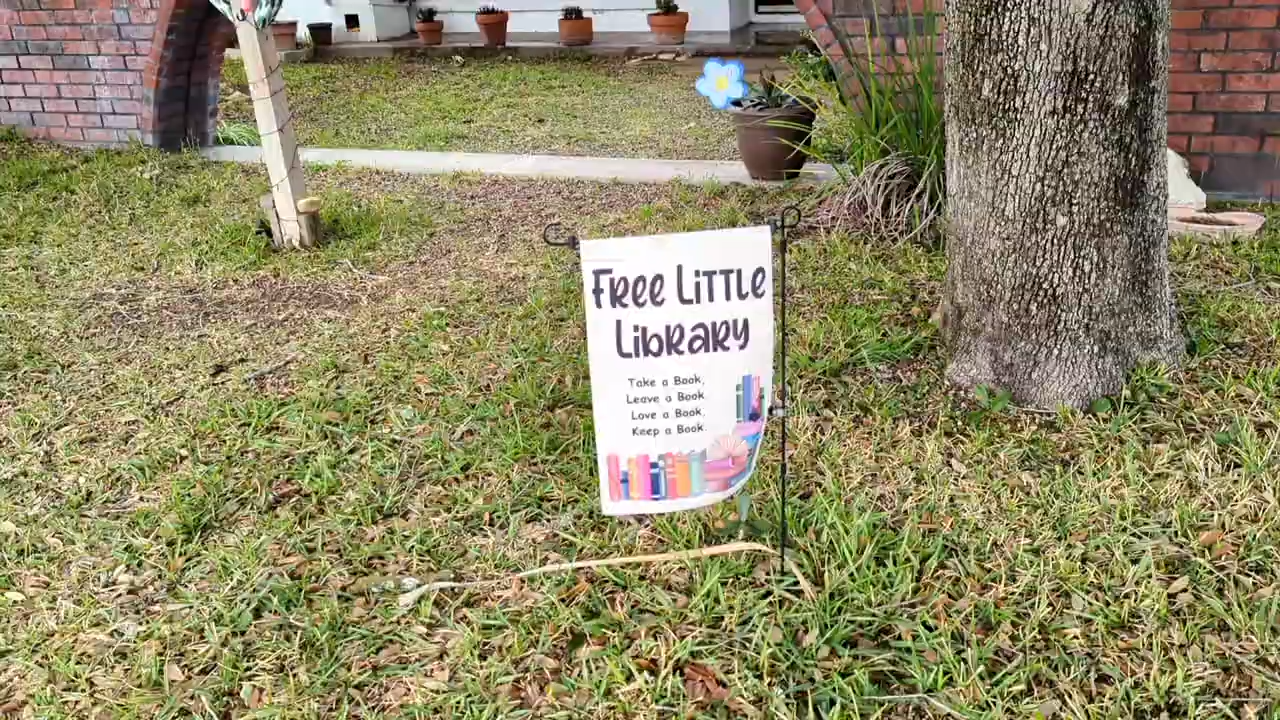 Free Little
Library
Take a Book,
Leave a Book.
Love a Book,
Keep a Book.